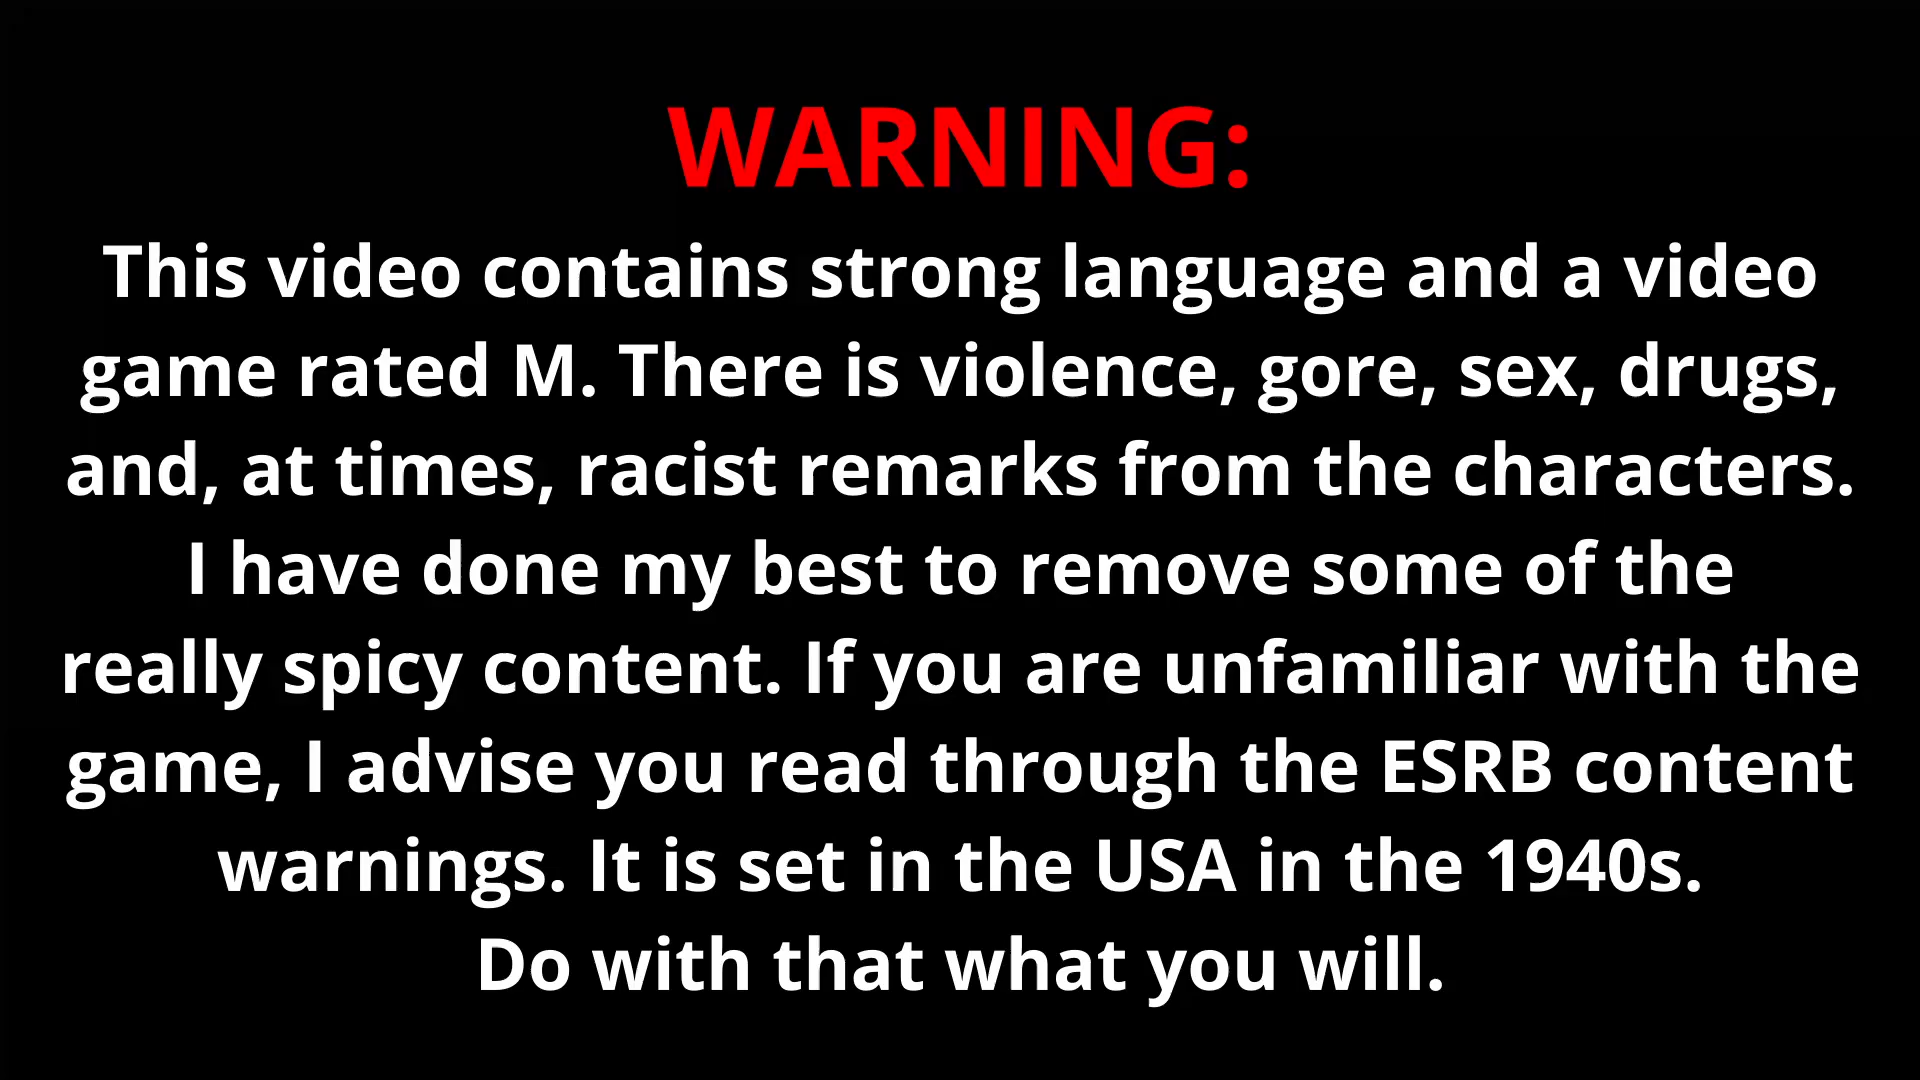 WARNING:
This video contains strong language and a video
game rated M. There is violence, gore, sex, drugs,
and, at times, racist remarks from the characters.
I have done my best to remove some of the
really spicy content. If you are unfamiliar with the
game, I advise you read through the ESRB content
warnings. It is set in the USA in the 1940s.
Do with that what you will.